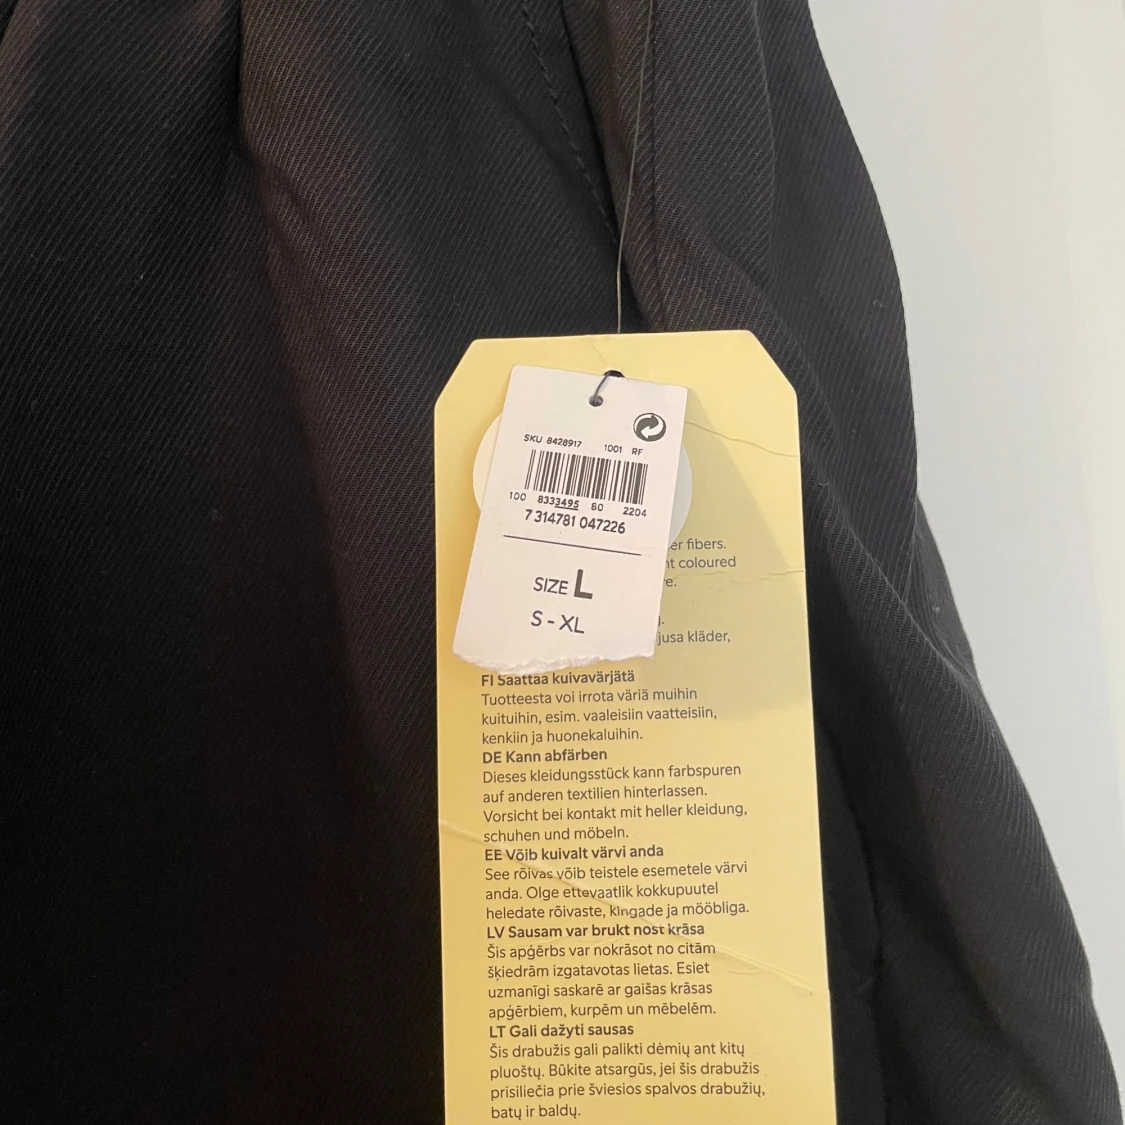 SKU 8428917 1001 RF
100 8333495 60 2204
7 314781 047226
SIZE L
S - XL
fibers.
coloured
jusa kläder,
FI Saattaa kuivavärjätä
Tuotteesta voi irrota väriä muihin
kuituihin, esim. vaaleisiin vaatteisiin,
kenkiin ja huonekaluihin.
DE Kann abfärben
Dieses kleidungsstück kann farbspuren
auf anderen textilien hinterlassen.
Vorsicht bei kontakt mit heller kleidung,
schuhen und möbeln.
EE Võib kuivalt värvi anda
See rõivas võib teistele esemetele värvi
anda. Olge ettevaatlik kokkupuutel
heledate rõivaste, kingade ja mööbliga.
LV Sausam var brukt nost krāsa
Šis apģērbs var nokrāsot no citām
šķiedrām izgatavotas lietas. Esiet
uzmanīgi saskarē ar gaišas krāsas
apģērbiem, kurpēm un mēbelēm.
LT Gali dažyti sausas
Šis drabužis gali palikti dėmių ant kitų
pluoštų. Būkite atsargūs, jei šis drabužis
prisiliečia prie šviesios spalvos drabužių,
batų ir baldų.